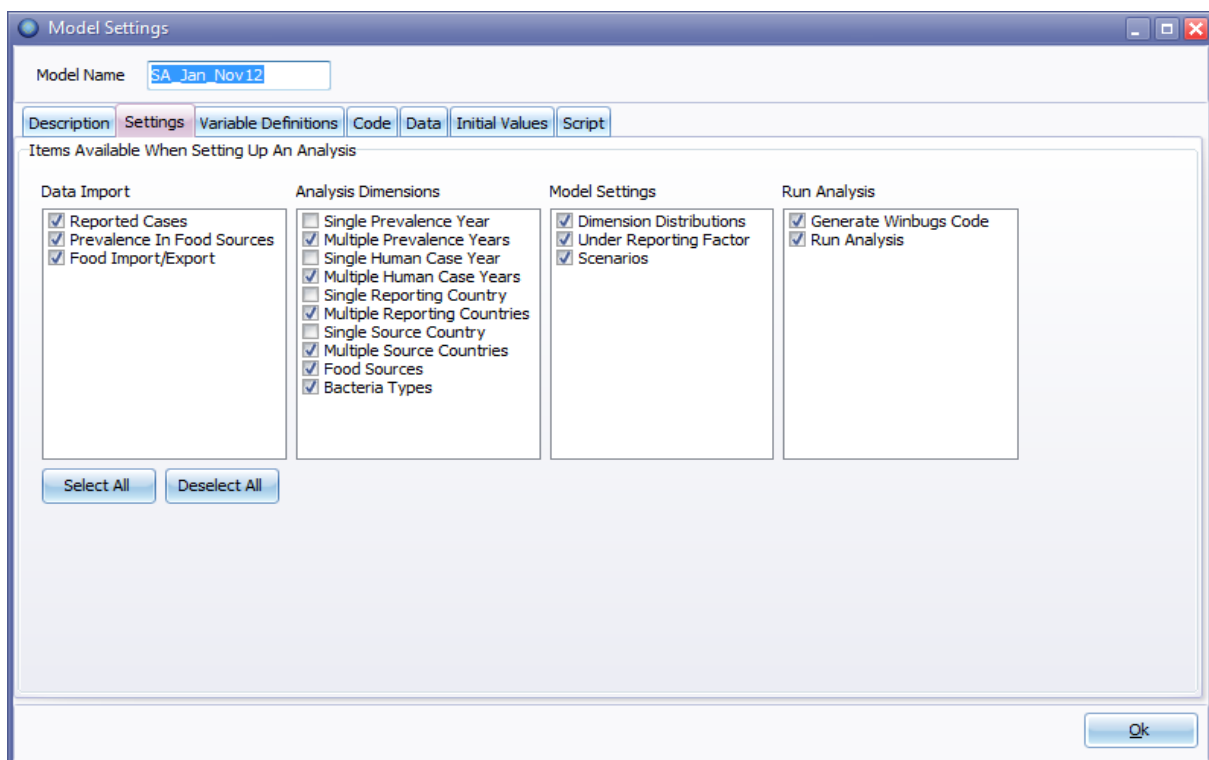 Model Settings
Model Name SA_Jan_Nov12
Description Settings Variable Definitions Code Data Initial Values Script
Items Available When Setting Up An Analysis
Data Import
Reported Cases
Prevalence In Food Sources
Food Import/Export
Analysis Dimensions
Single Prevalence Year
Multiple Prevalence Years
Single Human Case Year
Multiple Human Case Years
Single Reporting Country
Multiple Reporting Countries
Single Source Country
Multiple Source Countries
Food Sources
Bacteria Types
Model Settings
Dimension Distributions
Under Reporting Factor
Scenarios
Run Analysis
Generate Winbugs Code
Run Analysis
Select All Deselect All
Ok